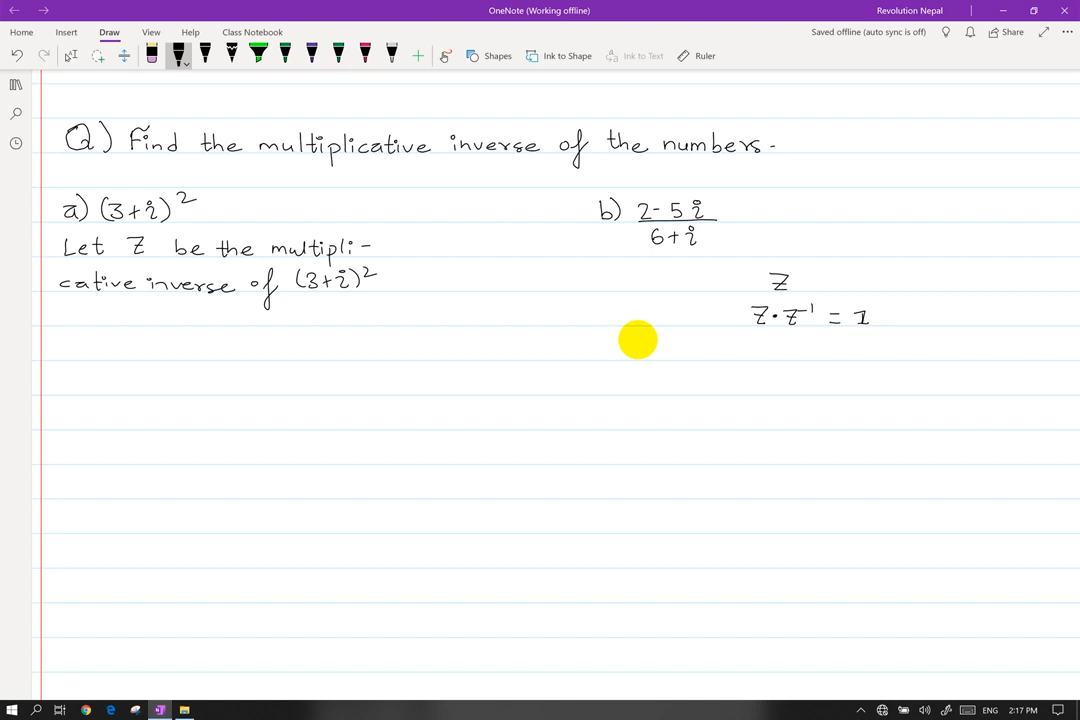 OneNote (Working offline)
Revolution Nepal
Home Insert Draw View Help Class Notebook
Saved offline (auto sync is off)
Share
Shapes Ink to Shape Ink to Text Ruler
Q) Find the multiplicative inverse of the numbers.
a) (3+i)²
Let Z be the multipli-
cative inverse of (3+i)²
b) 2-5i
6+i
Z
Z·Z⁻¹ = 1
ENG 2:17 PM